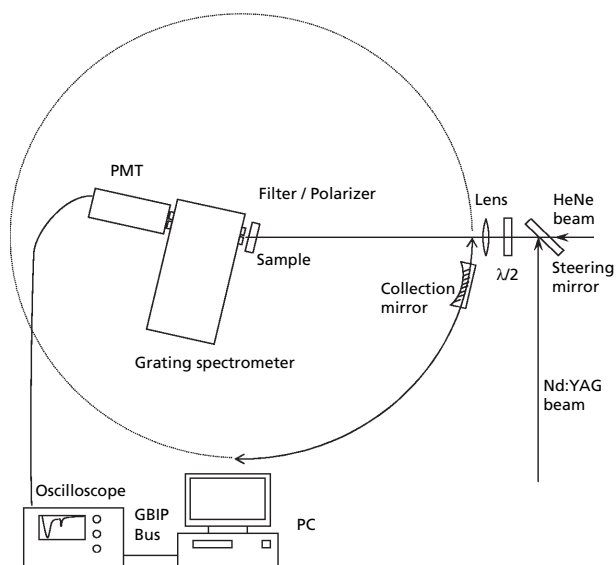 PMT
Filter / Polarizer
Lens
HeNe
beam
Sample
λ/2
Steering
mirror
Collection
mirror
Grating spectrometer
Nd:YAG
beam
Oscilloscope
GBIP
Bus
PC